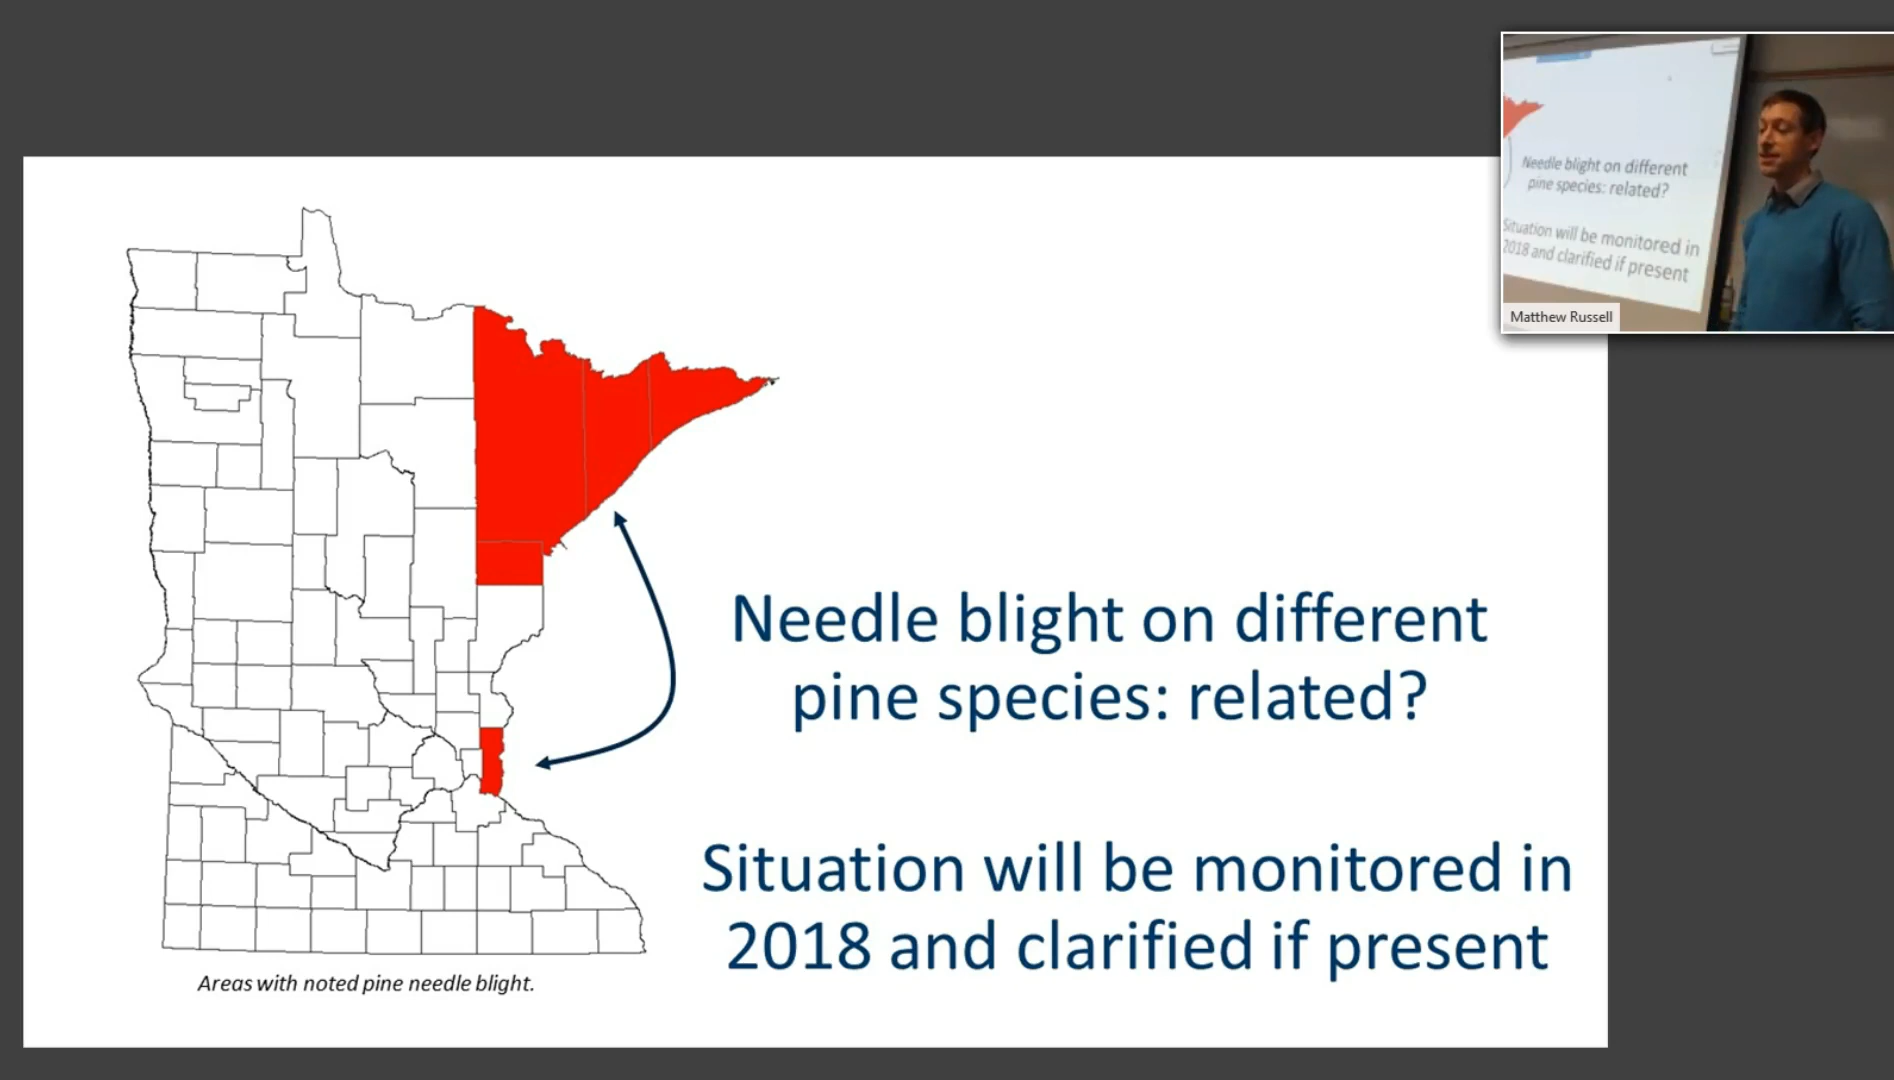 Needle blight on different
pine species: related?
Situation will be monitored in
2018 and clarified if present
Matthew Russell
Needle blight on different
pine species: related?
Situation will be monitored in
2018 and clarified if present
Areas with noted pine needle blight.